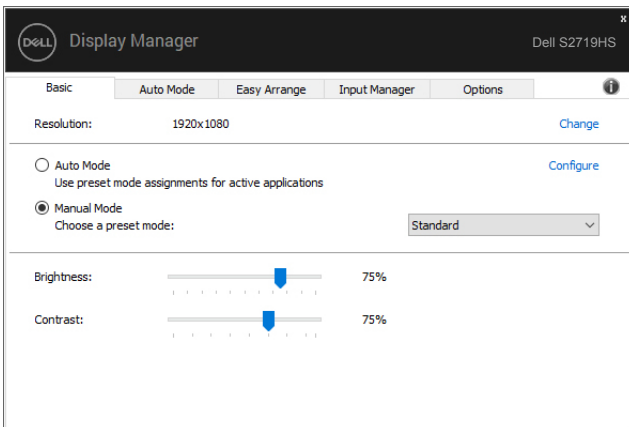 x
DELL Display Manager Dell S2719HS
Basic Auto Mode Easy Arrange Input Manager Options i
Resolution: 1920x1080 Change
Auto Mode Configure
Use preset mode assignments for active applications
Manual Mode
Choose a preset mode: Standard
Brightness: 75%
Contrast: 75%